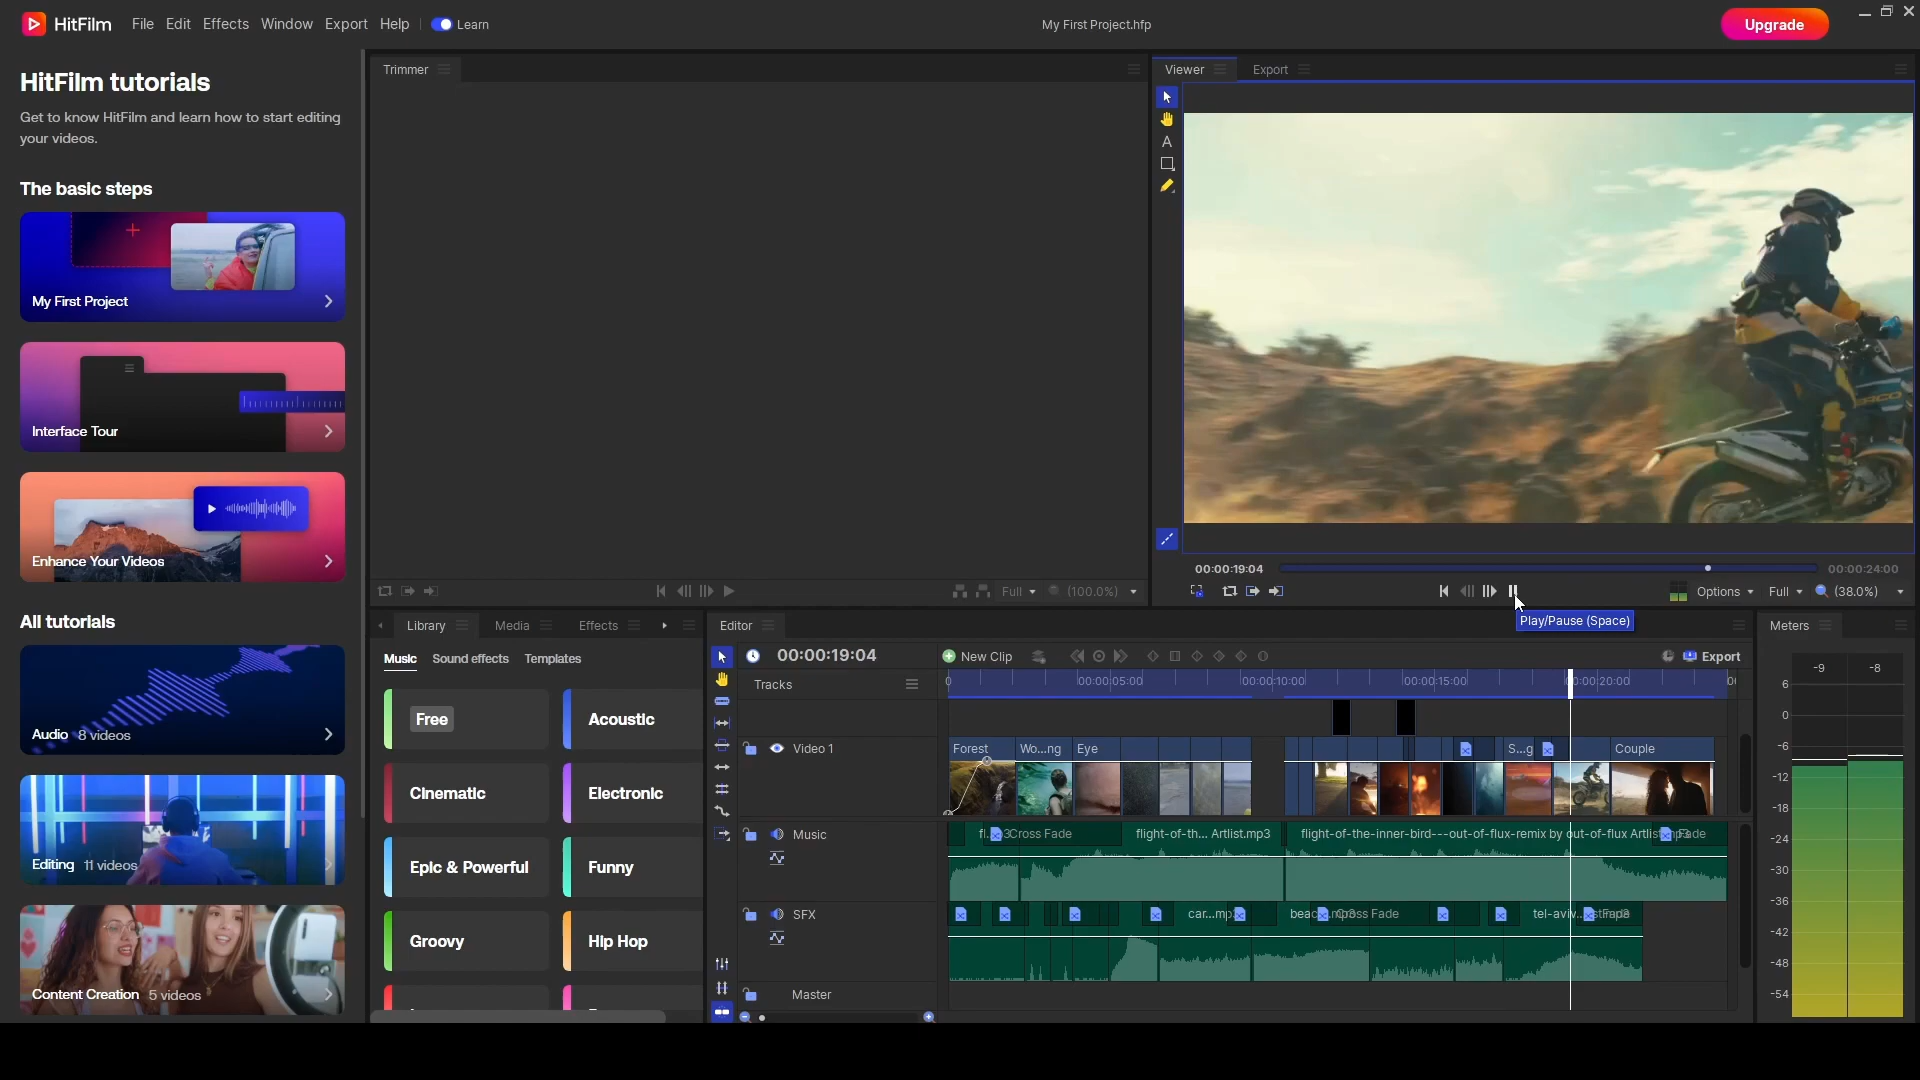 HitFilm File Edit Effects Window Export Help Learn
My First Project.hfp
Upgrade
HitFilm tutorials
Get to know HitFilm and learn how to start editing
your videos.
The basic steps
My First Project
Interface Tour
Enhance Your Videos
All tutorials
Audio 8 videos
Editing 11 videos
Content Creation 5 videos
Trimmer
Full (100.0%)
Viewer Export
A
00:00:19:04 00:00:24:00
Options Full (38.0%)
Play/Pause (Space)
Library Media Effects
Music Sound effects Templates
Free Acoustic
Cinematic Electronic
Epic & Powerful Funny
Groovy Hip Hop
Editor
00:00:19:04
New Clip
Export
Tracks
0 00:00:05:00 00:00:10:00 00:00:15:00 00:00:20:00
Video 1
Forest Wo...ng Eye S...g Couple
Music
Cross Fade flight-of-th... Artlist.mp3 flight-of-the-inner-bird---out-of-flux-remix by out-of-flux
SFX
Cross Fade
Master
Meters
-9 -8
6
0
-6
-12
-18
-24
-30
-36
-42
-48
-54